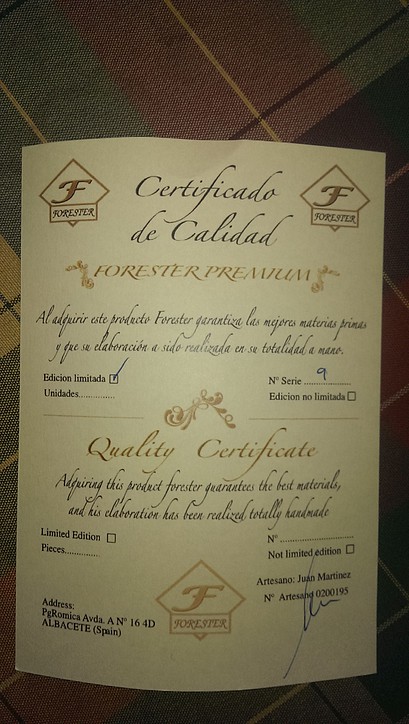 F
FORESTER
Certificado
de Calidad
F
FORESTER
FORESTER PREMIUM
Al adquirir este producto Forester garantiza las mejores materias primas
y que su elaboración a sido realizada en su totalidad a mano.
Edicion limitada ☑
Unidades..............
Nº Serie ....9..........
Edicion no limitada ☐
Quality Certificate
Adquiring this product forester guarantees the best materials,
and his elaboration has been realized totally handmade
Limited Edition ☐
Pieces..............
Nº ..........................
Not limited edition ☐
Artesano: Juan Martinez
Nº Artesano 0200195
Address:
PgRomica Avda. A Nº 16 4D
ALBACETE (Spain)
F
FORESTER